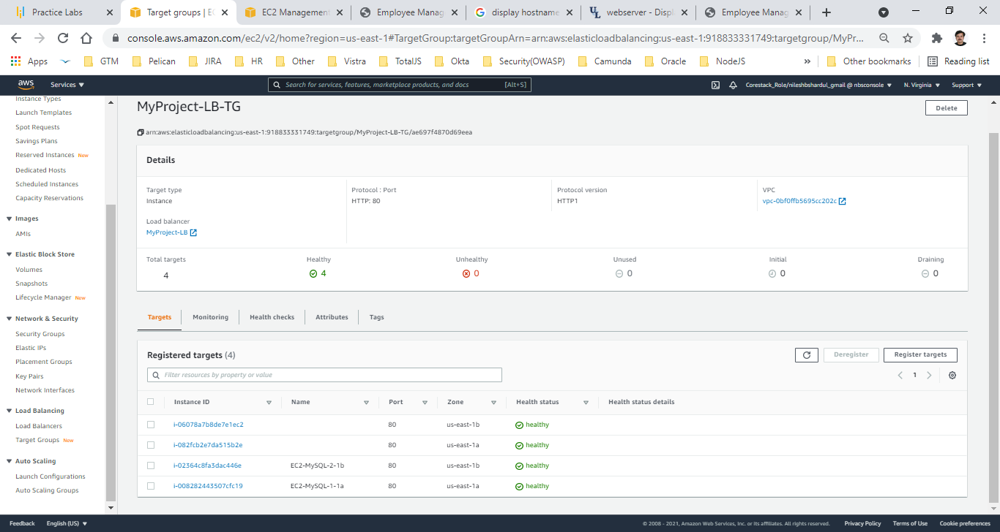 Practice Labs
Target groups | EC
EC2 Management
Employee Manag
display hostname
webserver - Displ
Employee Manag
console.aws.amazon.com/ec2/v2/home?region=us-east-1#TargetGroup:targetGroupArn=arn:aws:elasticloadbalancing:us-east-1:918833331749:targetgroup/MyPr...
Apps GTM Pelican JIRA HR Other Vistra TotalJS Okta Security(OWASP) Camunda Oracle NodeJS » Other bookmarks Reading list
aws Services Search for services, features, marketplace products, and docs [Alt+S] Corestack_Role/nileshbshardul_gmail @ nbsconsole N. Virginia Support
Instance Types
Launch Templates
Spot Requests
Savings Plans
Reserved Instances New
Dedicated Hosts
Scheduled Instances
Capacity Reservations
Images
AMIs
Elastic Block Store
Volumes
Snapshots
Lifecycle Manager New
Network & Security
Security Groups
Elastic IPs
Placement Groups
Key Pairs
Network Interfaces
Load Balancing
Load Balancers
Target Groups New
Auto Scaling
Launch Configurations
Auto Scaling Groups
MyProject-LB-TG
Delete
arn:aws:elasticloadbalancing:us-east-1:918833331749:targetgroup/MyProject-LB-TG/ae697f4870d69eea
Details
Target type Protocol : Port Protocol version VPC
Instance HTTP: 80 HTTP1 vpc-0bf0ffb5695cc202c
Load balancer
MyProject-LB
Total targets Healthy Unhealthy Unused Initial Draining
4 4 0 0 0 0
Targets Monitoring Health checks Attributes Tags
Registered targets (4) Deregister Register targets
Filter resources by property or value 1
Instance ID Name Port Zone Health status Health status details
i-06078a7b8de7e1ec2 80 us-east-1b healthy
i-082fcb2e7da515b2e 80 us-east-1a healthy
i-02364c8fa3dac446e EC2-MySQL-2-1b 80 us-east-1b healthy
i-008282443507cfc19 EC2-MySQL-1-1a 80 us-east-1a healthy
Feedback English (US) © 2008 - 2021, Amazon Web Services, Inc. or its affiliates. All rights reserved. Privacy Policy Terms of Use Cookie preferences